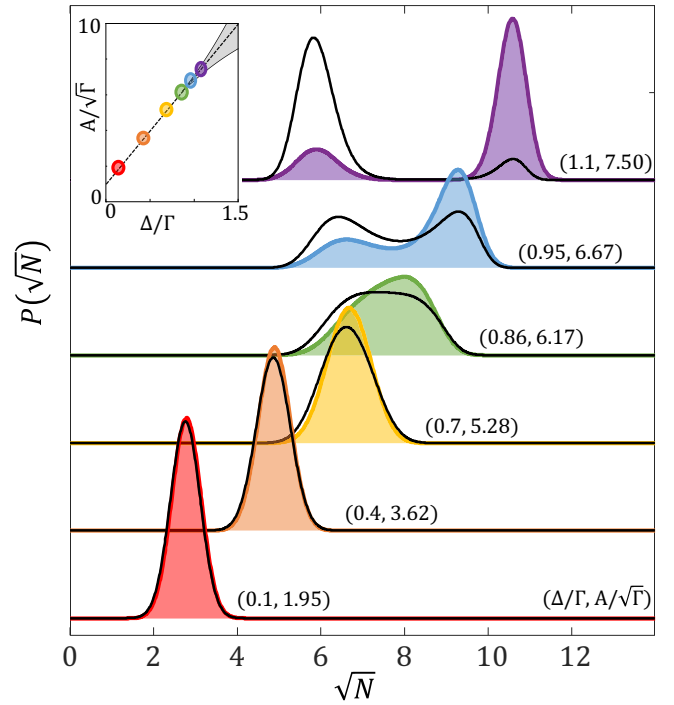 10
A/√Γ
0
0
Δ/Γ
1.5
(1.1, 7.50)
(0.95, 6.67)
P(√N)
(0.86, 6.17)
(0.7, 5.28)
(0.4, 3.62)
(0.1, 1.95)
(Δ/Γ, A/√Γ)
0 2 4 6 8 10 12
√N